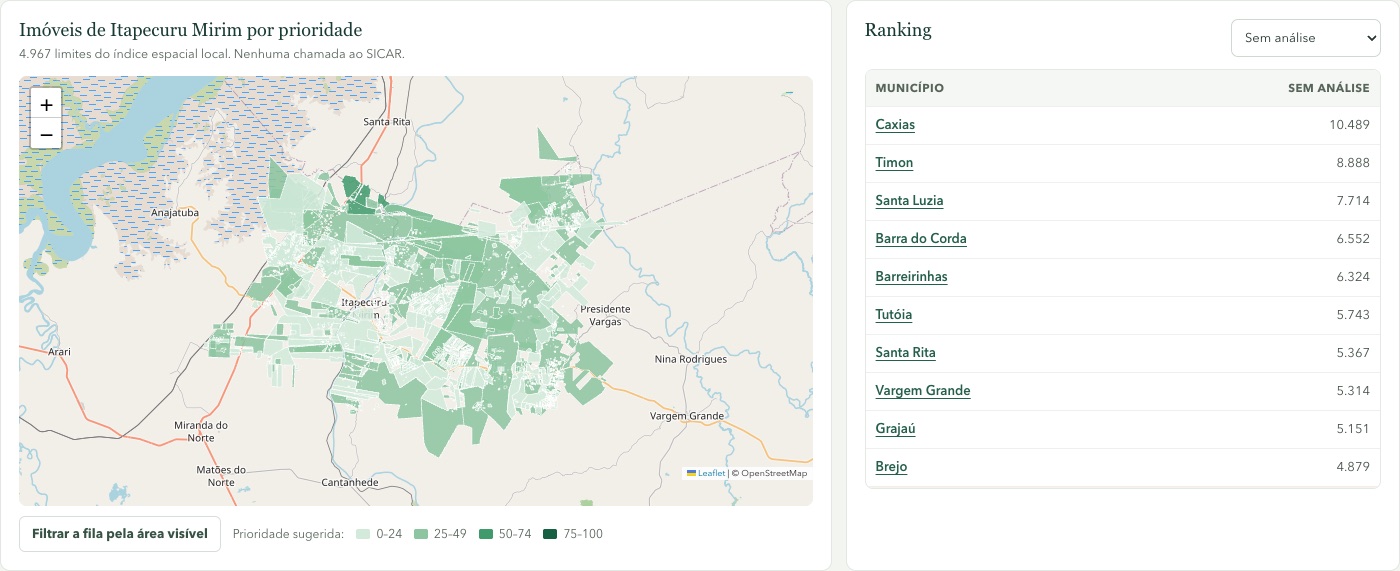 Imóveis de Itapecuru Mirim por prioridade
4.967 limites do índice espacial local. Nenhuma chamada ao SICAR.
+
−
Santa Rita
Anajatuba
Itapecuru
Presidente
Vargas
Arari
Nina Rodrigues
Miranda do
Norte
Vargem Grande
Matões do
Norte
Cantanhede
Leaflet | © OpenStreetMap
Filtrar a fila pela área visível
Prioridade sugerida: 0–24 25–49 50–74 75–100
Ranking
Sem análise
MUNICÍPIO SEM ANÁLISE
Caxias 10.489
Timon 8.888
Santa Luzia 7.714
Barra do Corda 6.552
Barreirinhas 6.324
Tutóia 5.743
Santa Rita 5.367
Vargem Grande 5.314
Grajaú 5.151
Brejo 4.879